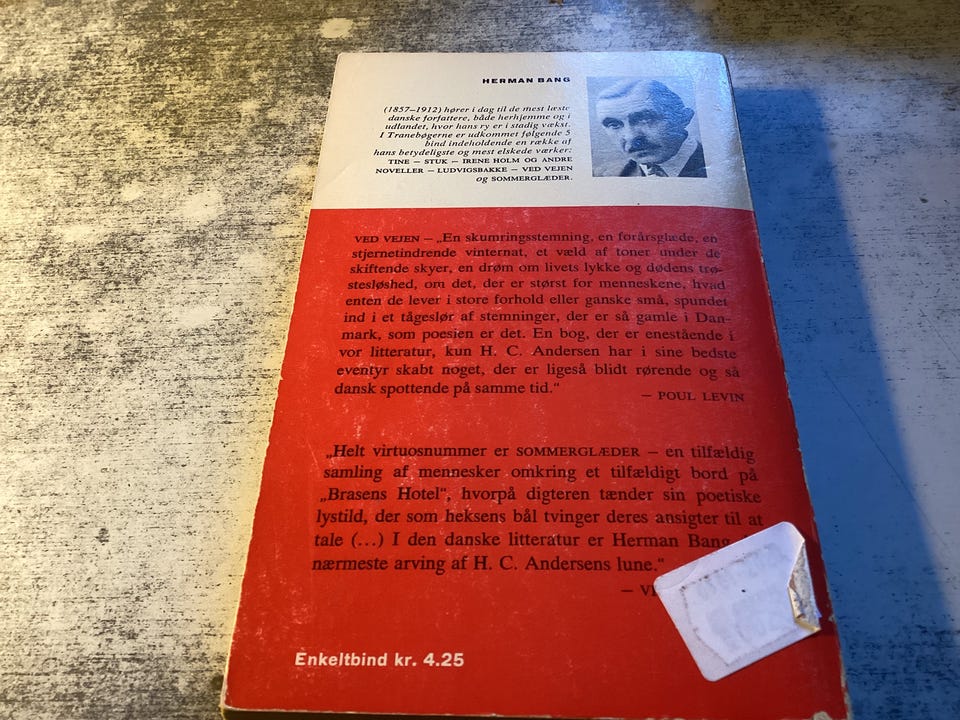 HERMAN BANG
(1857–1912) hører i dag til de mest læste
danske forfattere, både herhjemme og i
udlandet, hvor hans ry er i stadig vækst.
I Tranebøgerne er udkommet følgende 5
bind indeholdende en række af
hans betydeligste og mest elskede værker:
TINE – STUK – IRENE HOLM OG ANDRE
NOVELLER – LUDVIGSBAKKE – VED VEJEN
og SOMMERGLÆDER.
VED VEJEN – „En skumringsstemning, en forårsglæde, en
stjernetindrende vinternat, et væld af toner under de
skiftende skyer, en drøm om livets lykke og dødens trø-
stesløshed, om det, der er størst for menneskene, hvad
enten de lever i store forhold eller ganske små, spundet
ind i et tågeslør af stemninger, der er så gamle i Dan-
mark, som poesien er det. En bog, der er enestående i
vor litteratur, kun H. C. Andersen har i sine bedste
eventyr skabt noget, der er ligeså blidt rørende og så
dansk spottende på samme tid."
– POUL LEVIN
„Helt virtuosnummer er SOMMERGLÆDER – en tilfældig
samling af mennesker omkring et tilfældigt bord på
„Brasens Hotel", hvorpå digteren tænder sin poetiske
lystild, der som heksens bål tvinger deres ansigter til at
tale (...) I den danske litteratur er Herman Bang
nærmeste arving af H. C. Andersens lune."
–
Enkeltbind kr. 4.25